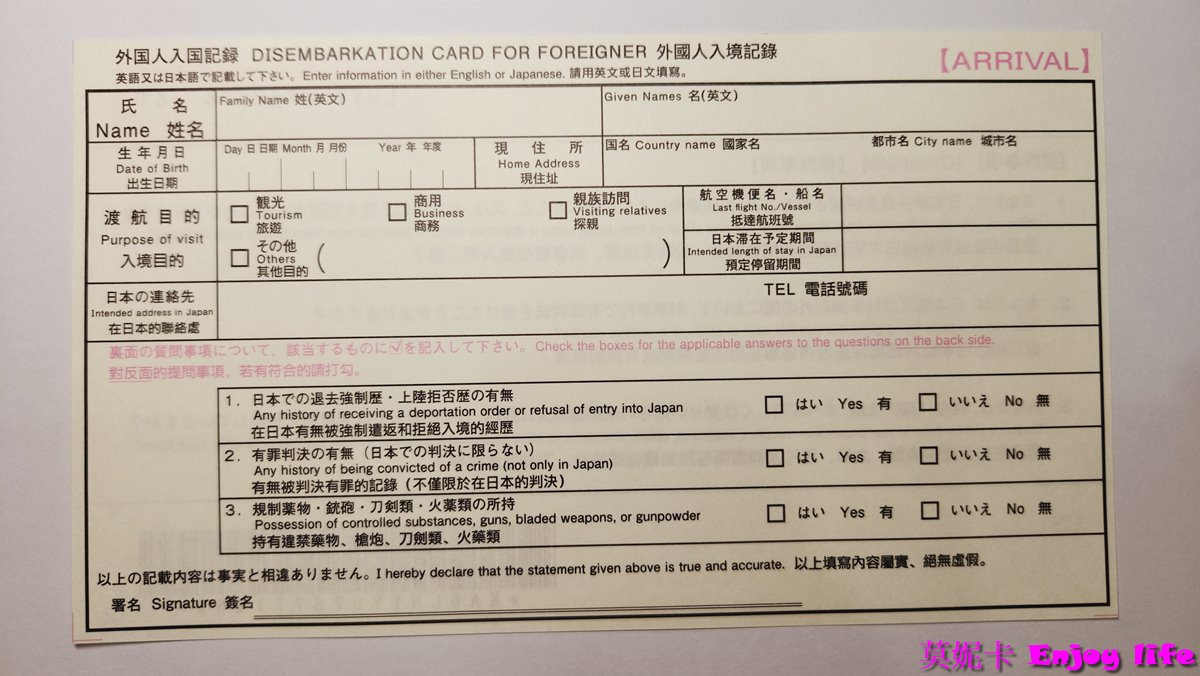 外国人入国記録 DISEMBARKATION CARD FOR FOREIGNER 外國人入境記錄
【ARRIVAL】
英語又は日本語で記載して下さい。Enter information in either English or Japanese. 請用英文或日文填寫。
氏 名
Name 姓名
Family Name 姓(英文)
Given Names 名(英文)
生年月日
Date of Birth
出生日期
Day 日 日期 Month 月 月份 Year 年 年度
現 住 所
Home Address
現住址
国名 Country name 國家名
都市名 City name 城市名
渡航目的
Purpose of visit
入境目的
観光
Tourism
旅遊
商用
Business
商務
親族訪問
Visiting relatives
探親
その他
Others
其他目的
( )
航空機便名・船名
Last flight No./Vessel
抵達航班號
日本滞在予定期間
Intended length of stay in Japan
預定停留期間
日本の連絡先
Intended address in Japan
在日本的聯絡處
TEL 電話號碼
裏面の質問事項について、該当するものに☑を記入して下さい。Check the boxes for the applicable answers to the questions on the back side.
對反面的提問事項，若有符合的請打勾。
1. 日本での退去強制歴・上陸拒否歴の有無
Any history of receiving a deportation order or refusal of entry into Japan
在日本有無被強制遣返和拒絕入境的經歷
□ はい Yes 有 □ いいえ No 無
2. 有罪判決の有無（日本での判決に限らない）
Any history of being convicted of a crime (not only in Japan)
有無被判決有罪的記錄（不僅限於在日本的判決）
□ はい Yes 有 □ いいえ No 無
3. 規制薬物・銃砲・刀剣類・火薬類の所持
Possession of controlled substances, guns, bladed weapons, or gunpowder
持有違禁藥物、槍炮、刀劍類、火藥類
□ はい Yes 有 □ いいえ No 無
以上の記載内容は事実と相違ありません。I hereby declare that the statement given above is true and accurate. 以上填寫內容屬實、絕無虛假。
署名 Signature 簽名
莫妮卡 Enjoy life